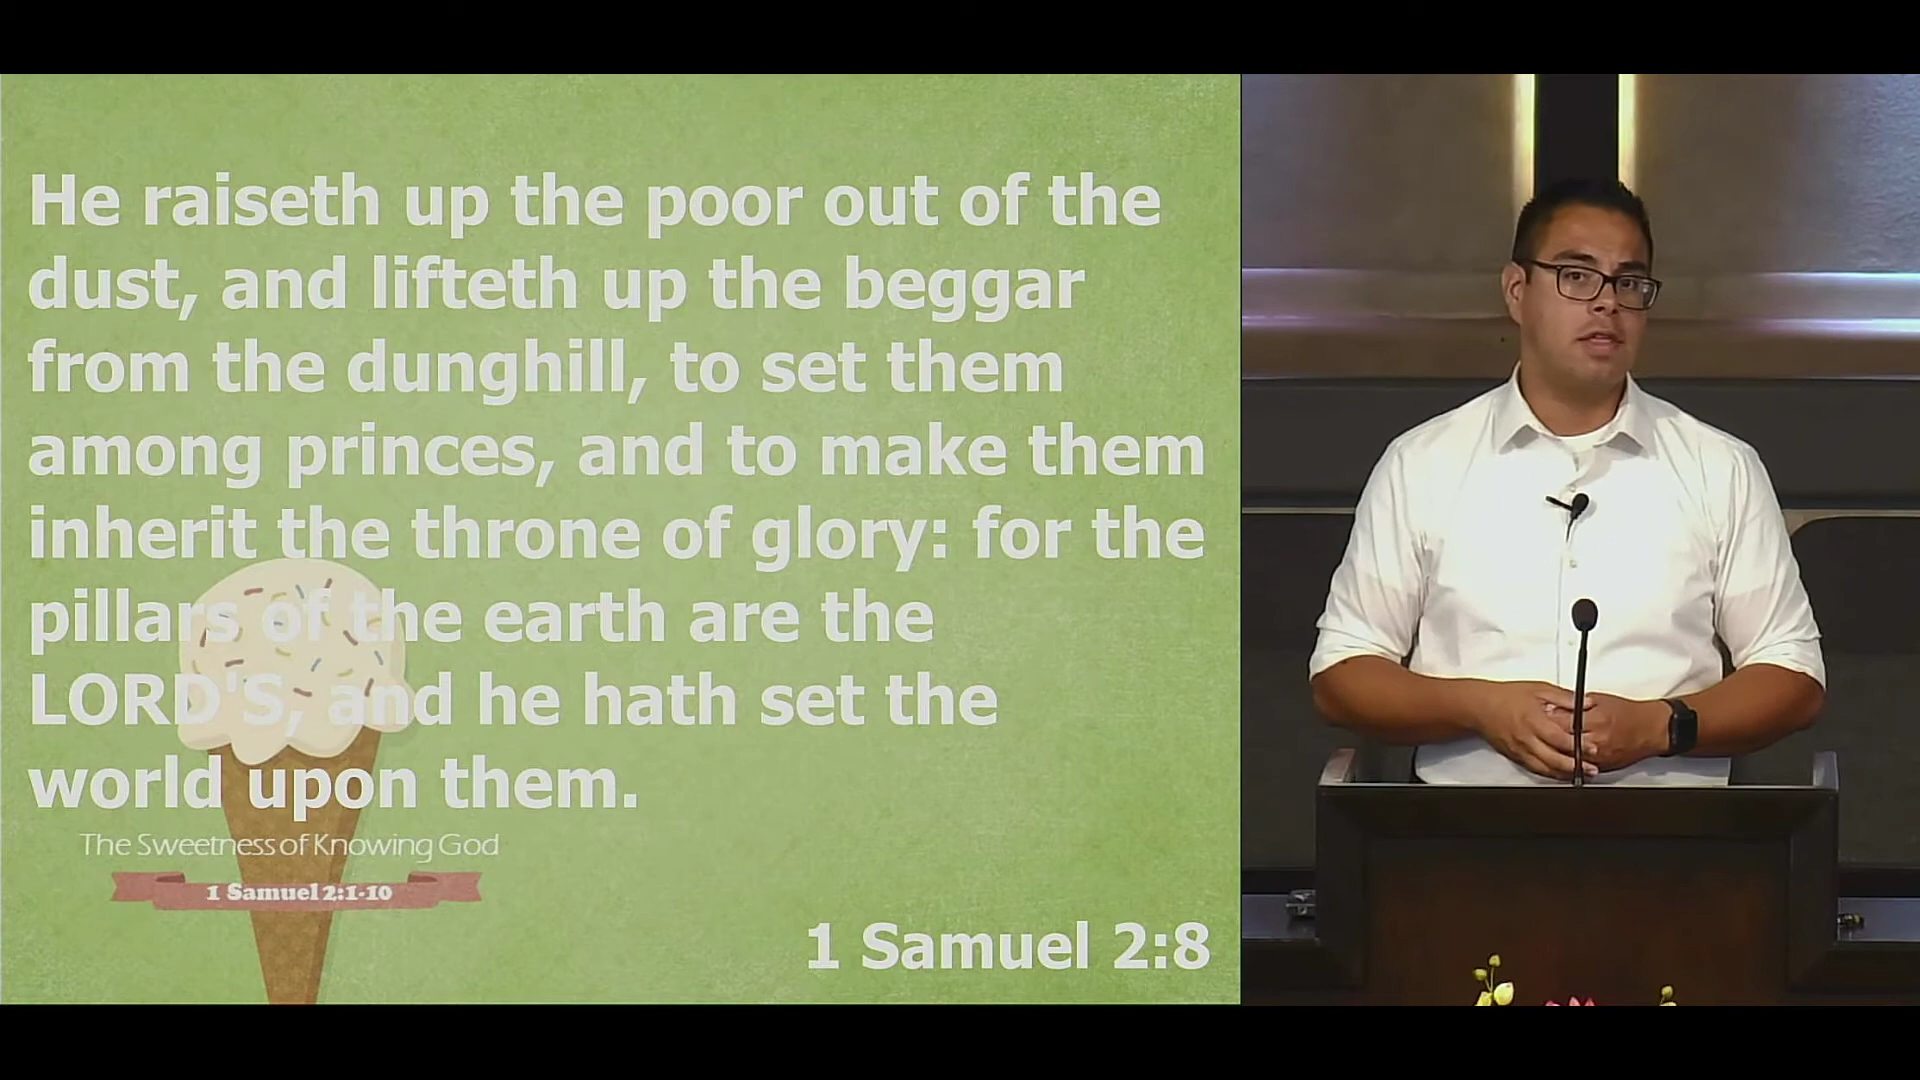 He raiseth up the poor out of the
dust, and lifteth up the beggar
from the dunghill, to set them
among princes, and to make them
inherit the throne of glory: for the
pillars of the earth are the
LORD'S, and he hath set the
world upon them.
The Sweetness of Knowing God
1 Samuel 2:1-10
1 Samuel 2:8